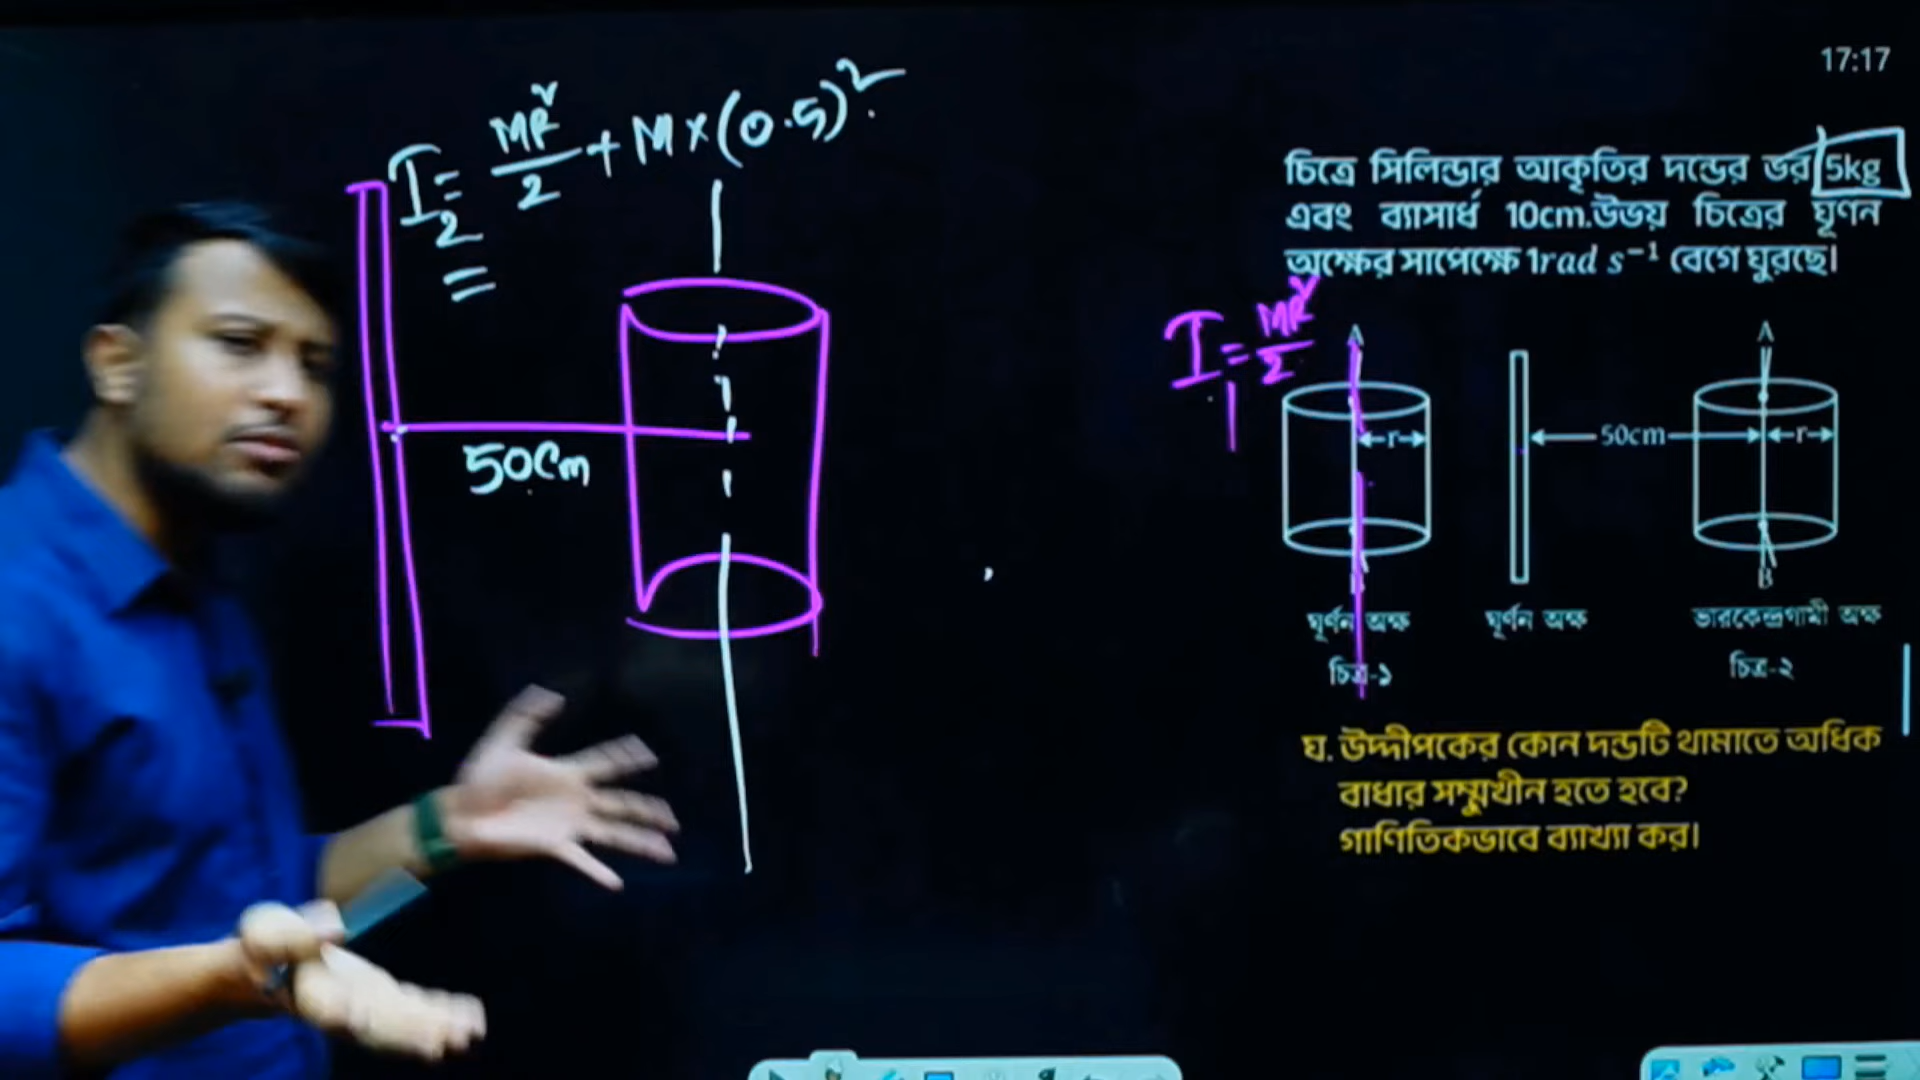 17:17
I₂ = MR²/2 + M×(0.5)²
=
50cm
চিত্রে সিলিন্ডার আকৃতির দন্ডের ভর 5kg
এবং ব্যাসার্ধ 10cm.উভয় চিত্রের ঘূণন
অক্ষের সাপেক্ষে 1rad s⁻¹ বেগে ঘুরছে।
I₁ = MR²/2
A
A
r
50cm
r
B
ঘূর্ণন অক্ষ
ঘূর্ণন অক্ষ
ভারকেন্দ্রগামী অক্ষ
চিত্র-১
চিত্র-২
ঘ. উদ্দীপকের কোন দন্ডটি থামাতে অধিক
বাধার সম্মুখীন হতে হবে?
গাণিতিকভাবে ব্যাখ্যা কর।